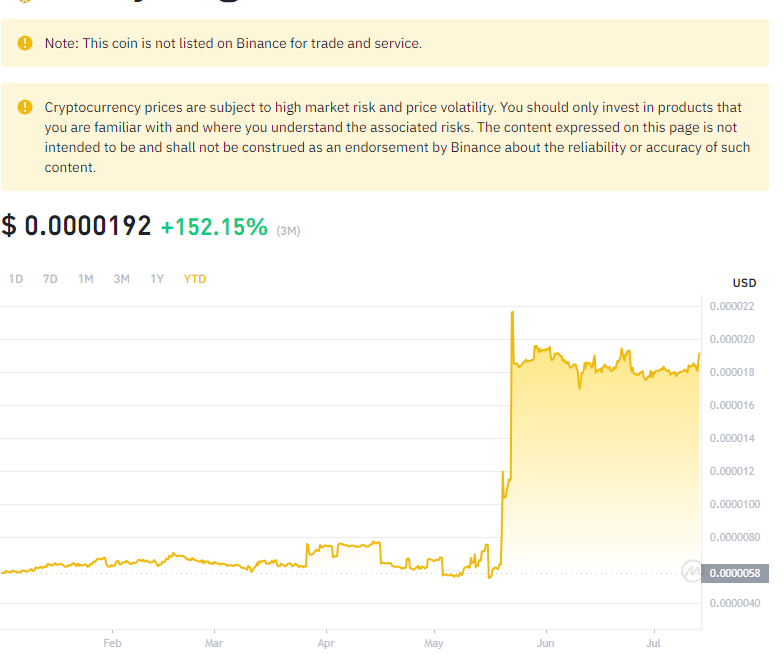 Note: This coin is not listed on Binance for trade and service.
Cryptocurrency prices are subject to high market risk and price volatility. You should only invest in products that
you are familiar with and where you understand the associated risks. The content expressed on this page is not
intended to be and shall not be construed as an endorsement by Binance about the reliability or accuracy of such
content.
$ 0.0000192 +152.15% (3M)
1D 7D 1M 3M 1Y YTD
USD
0.000022
0.000020
0.000018
0.000016
0.000014
0.000012
0.000100
0.0000080
0.0000058
0.0000040
Feb Mar Apr May Jun Jul